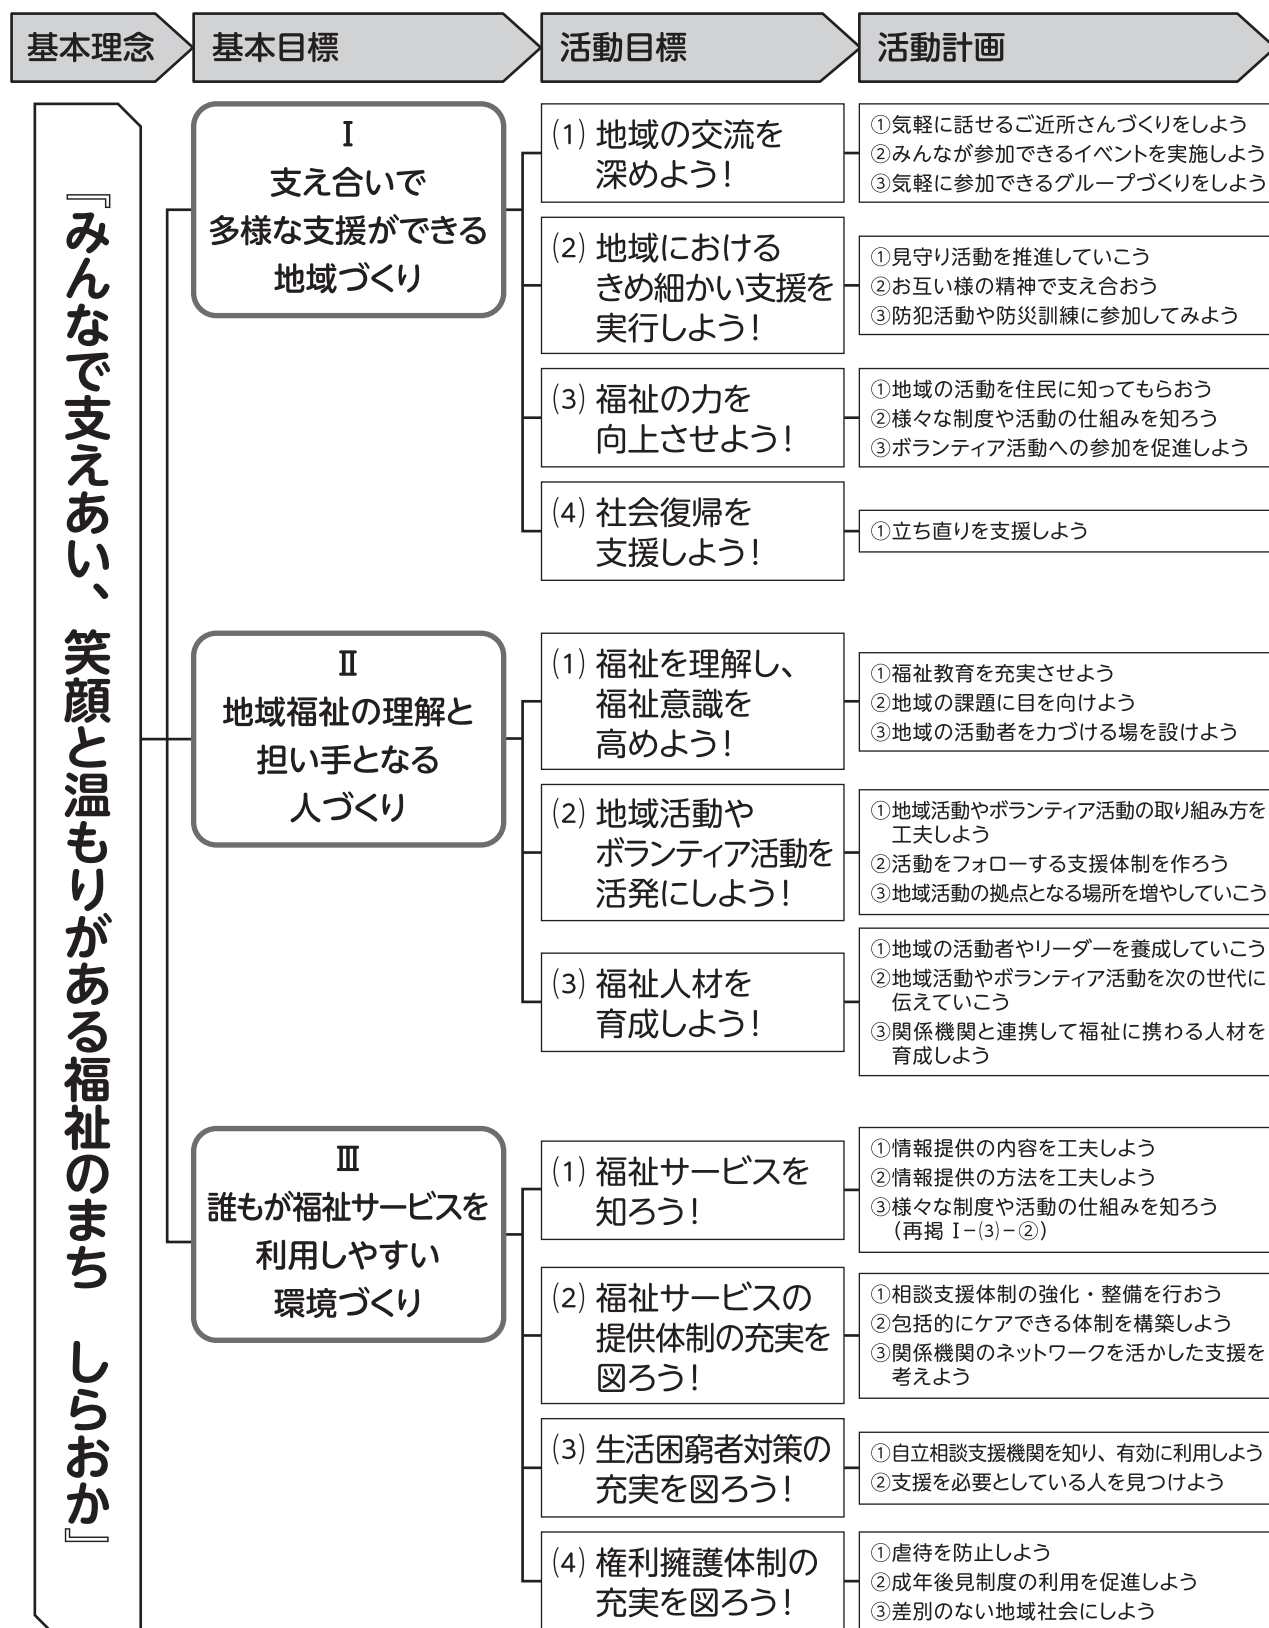 基本理念
基本目標
活動目標
活動計画
『みんなで支えあい、笑顔と温もりがある福祉のまち　しらおか』
Ⅰ
支え合いで
多様な支援ができる
地域づくり
(1) 地域の交流を
深めよう！
①気軽に話せるご近所さんづくりをしよう
②みんなが参加できるイベントを実施しよう
③気軽に参加できるグループづくりをしよう
(2) 地域における
きめ細かい支援を
実行しよう！
①見守り活動を推進していこう
②お互い様の精神で支え合おう
③防犯活動や防災訓練に参加してみよう
(3) 福祉の力を
向上させよう！
①地域の活動を住民に知ってもらおう
②様々な制度や活動の仕組みを知ろう
③ボランティア活動への参加を促進しよう
(4) 社会復帰を
支援しよう！
①立ち直りを支援しよう
Ⅱ
地域福祉の理解と
担い手となる
人づくり
(1) 福祉を理解し、
福祉意識を
高めよう！
①福祉教育を充実させよう
②地域の課題に目を向けよう
③地域の活動者を力づける場を設けよう
(2) 地域活動や
ボランティア活動を
活発にしよう！
①地域活動やボランティア活動の取り組み方を
工夫しよう
②活動をフォローする支援体制を作ろう
③地域活動の拠点となる場所を増やしていこう
(3) 福祉人材を
育成しよう！
①地域の活動者やリーダーを養成していこう
②地域活動やボランティア活動を次の世代に
伝えていこう
③関係機関と連携して福祉に携わる人材を
育成しよう
Ⅲ
誰もが福祉サービスを
利用しやすい
環境づくり
(1) 福祉サービスを
知ろう！
①情報提供の内容を工夫しよう
②情報提供の方法を工夫しよう
③様々な制度や活動の仕組みを知ろう
（再掲 Ⅰ−(3)−②）
(2) 福祉サービスの
提供体制の充実を
図ろう！
①相談支援体制の強化・整備を行おう
②包括的にケアできる体制を構築しよう
③関係機関のネットワークを活かした支援を
考えよう
(3) 生活困窮者対策の
充実を図ろう！
①自立相談支援機関を知り、有効に利用しよう
②支援を必要としている人を見つけよう
(4) 権利擁護体制の
充実を図ろう！
①虐待を防止しよう
②成年後見制度の利用を促進しよう
③差別のない地域社会にしよう